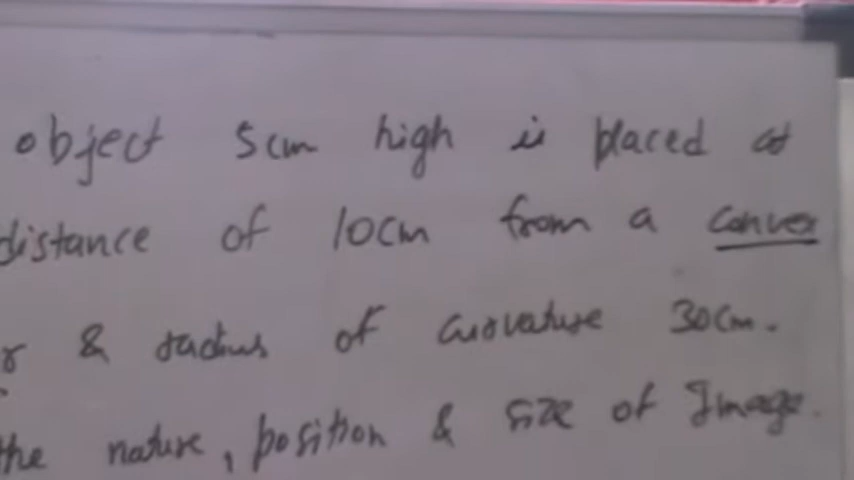 object 5cm high is placed at
distance of 10cm from a convex
r & radius of curvature 30cm.
the nature, position & size of Image.